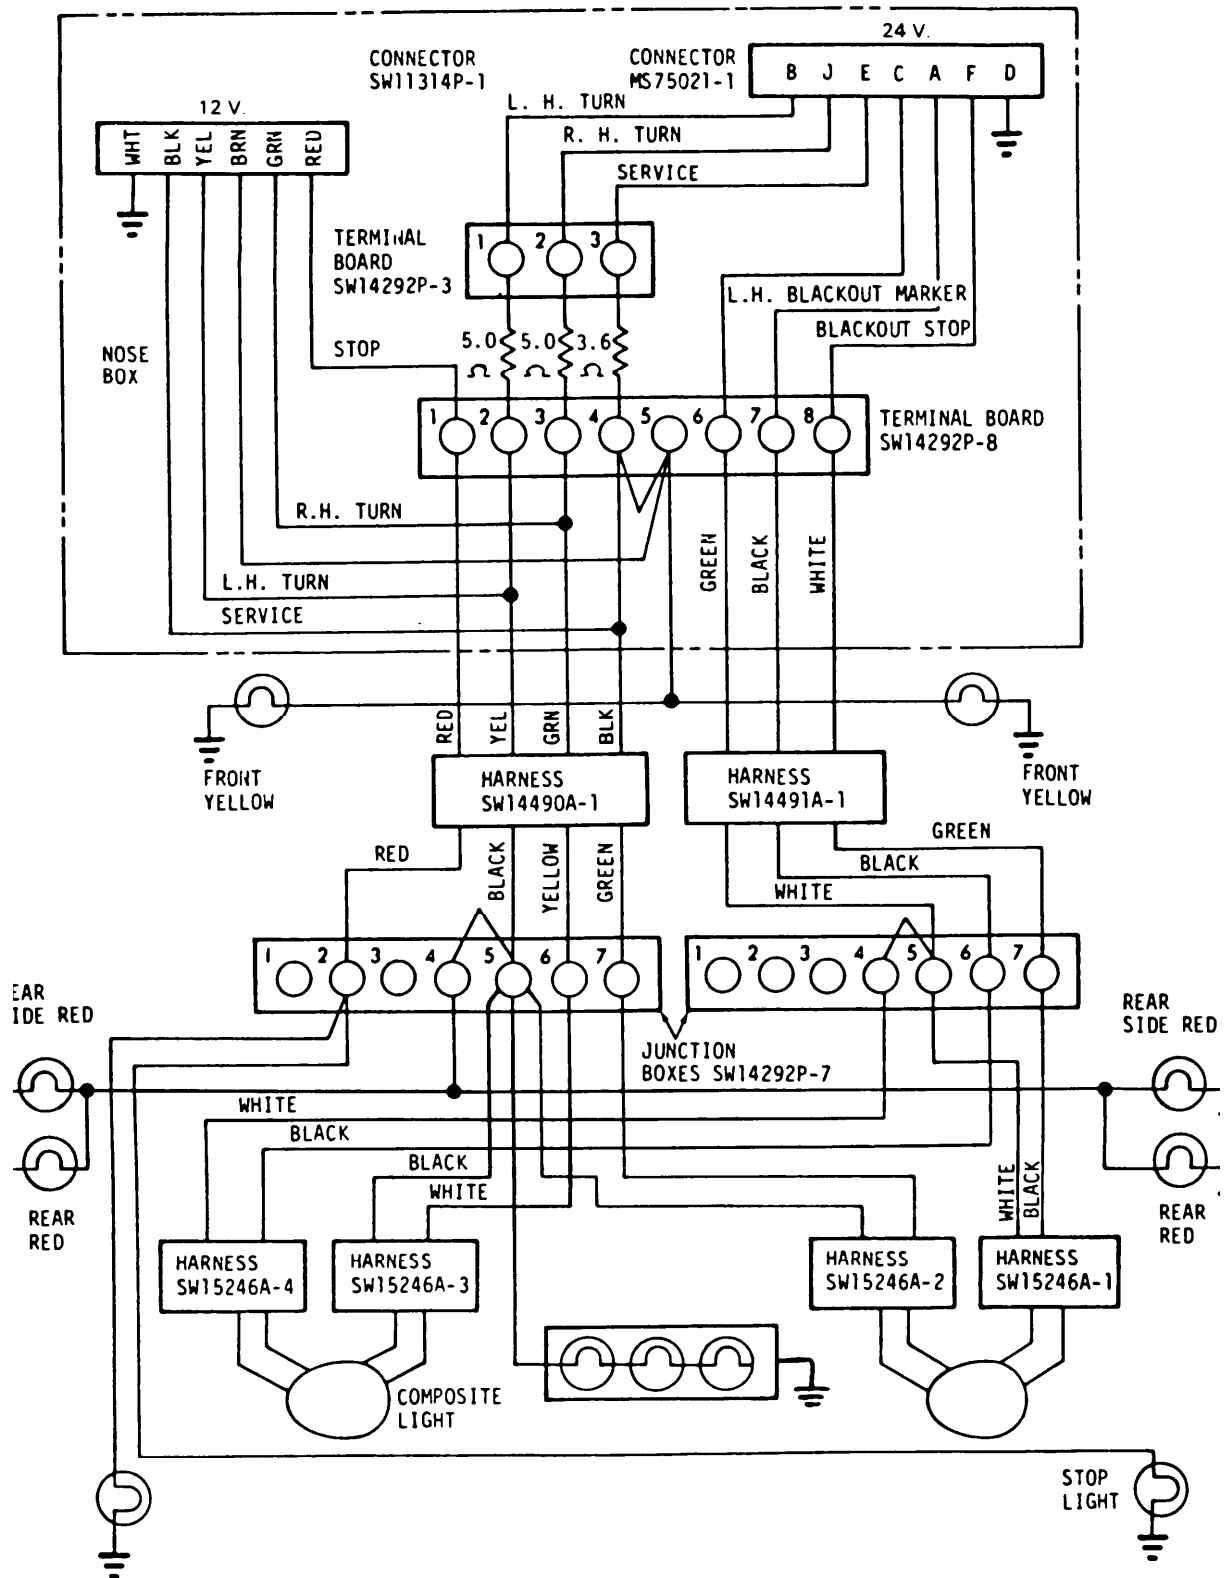 24 V.
CONNECTOR
SW11314P-1
CONNECTOR
MS75021-1
B J E C A F D
L. H. TURN
12 V.
R. H. TURN
WHT BLK YEL BRN GRN RED
SERVICE
TERMINAL
BOARD
SW14292P-3
1 2 3
L.H. BLACKOUT MARKER
BLACKOUT STOP
NOSE
BOX
STOP
5.0 5.0 3.6
Ω Ω Ω
1 2 3 4 5 6 7 8
TERMINAL BOARD
SW14292P-8
R.H. TURN
GREEN BLACK WHITE
L.H. TURN
SERVICE
RED YEL GRN BLK
FRONT
YELLOW
HARNESS
SW14490A-1
HARNESS
SW14491A-1
FRONT
YELLOW
GREEN
RED
BLACK YELLOW GREEN
BLACK
WHITE
1 2 3 4 5 6 7
1 2 3 4 5 6 7
EAR
IDE RED
REAR
SIDE RED
JUNCTION
BOXES SW14292P-7
WHITE
BLACK
BLACK
WHITE
WHITE BLACK
REAR
RED
REAR
RED
HARNESS
SW15246A-4
HARNESS
SW15246A-3
HARNESS
SW15246A-2
HARNESS
SW15246A-1
COMPOSITE
LIGHT
STOP
LIGHT